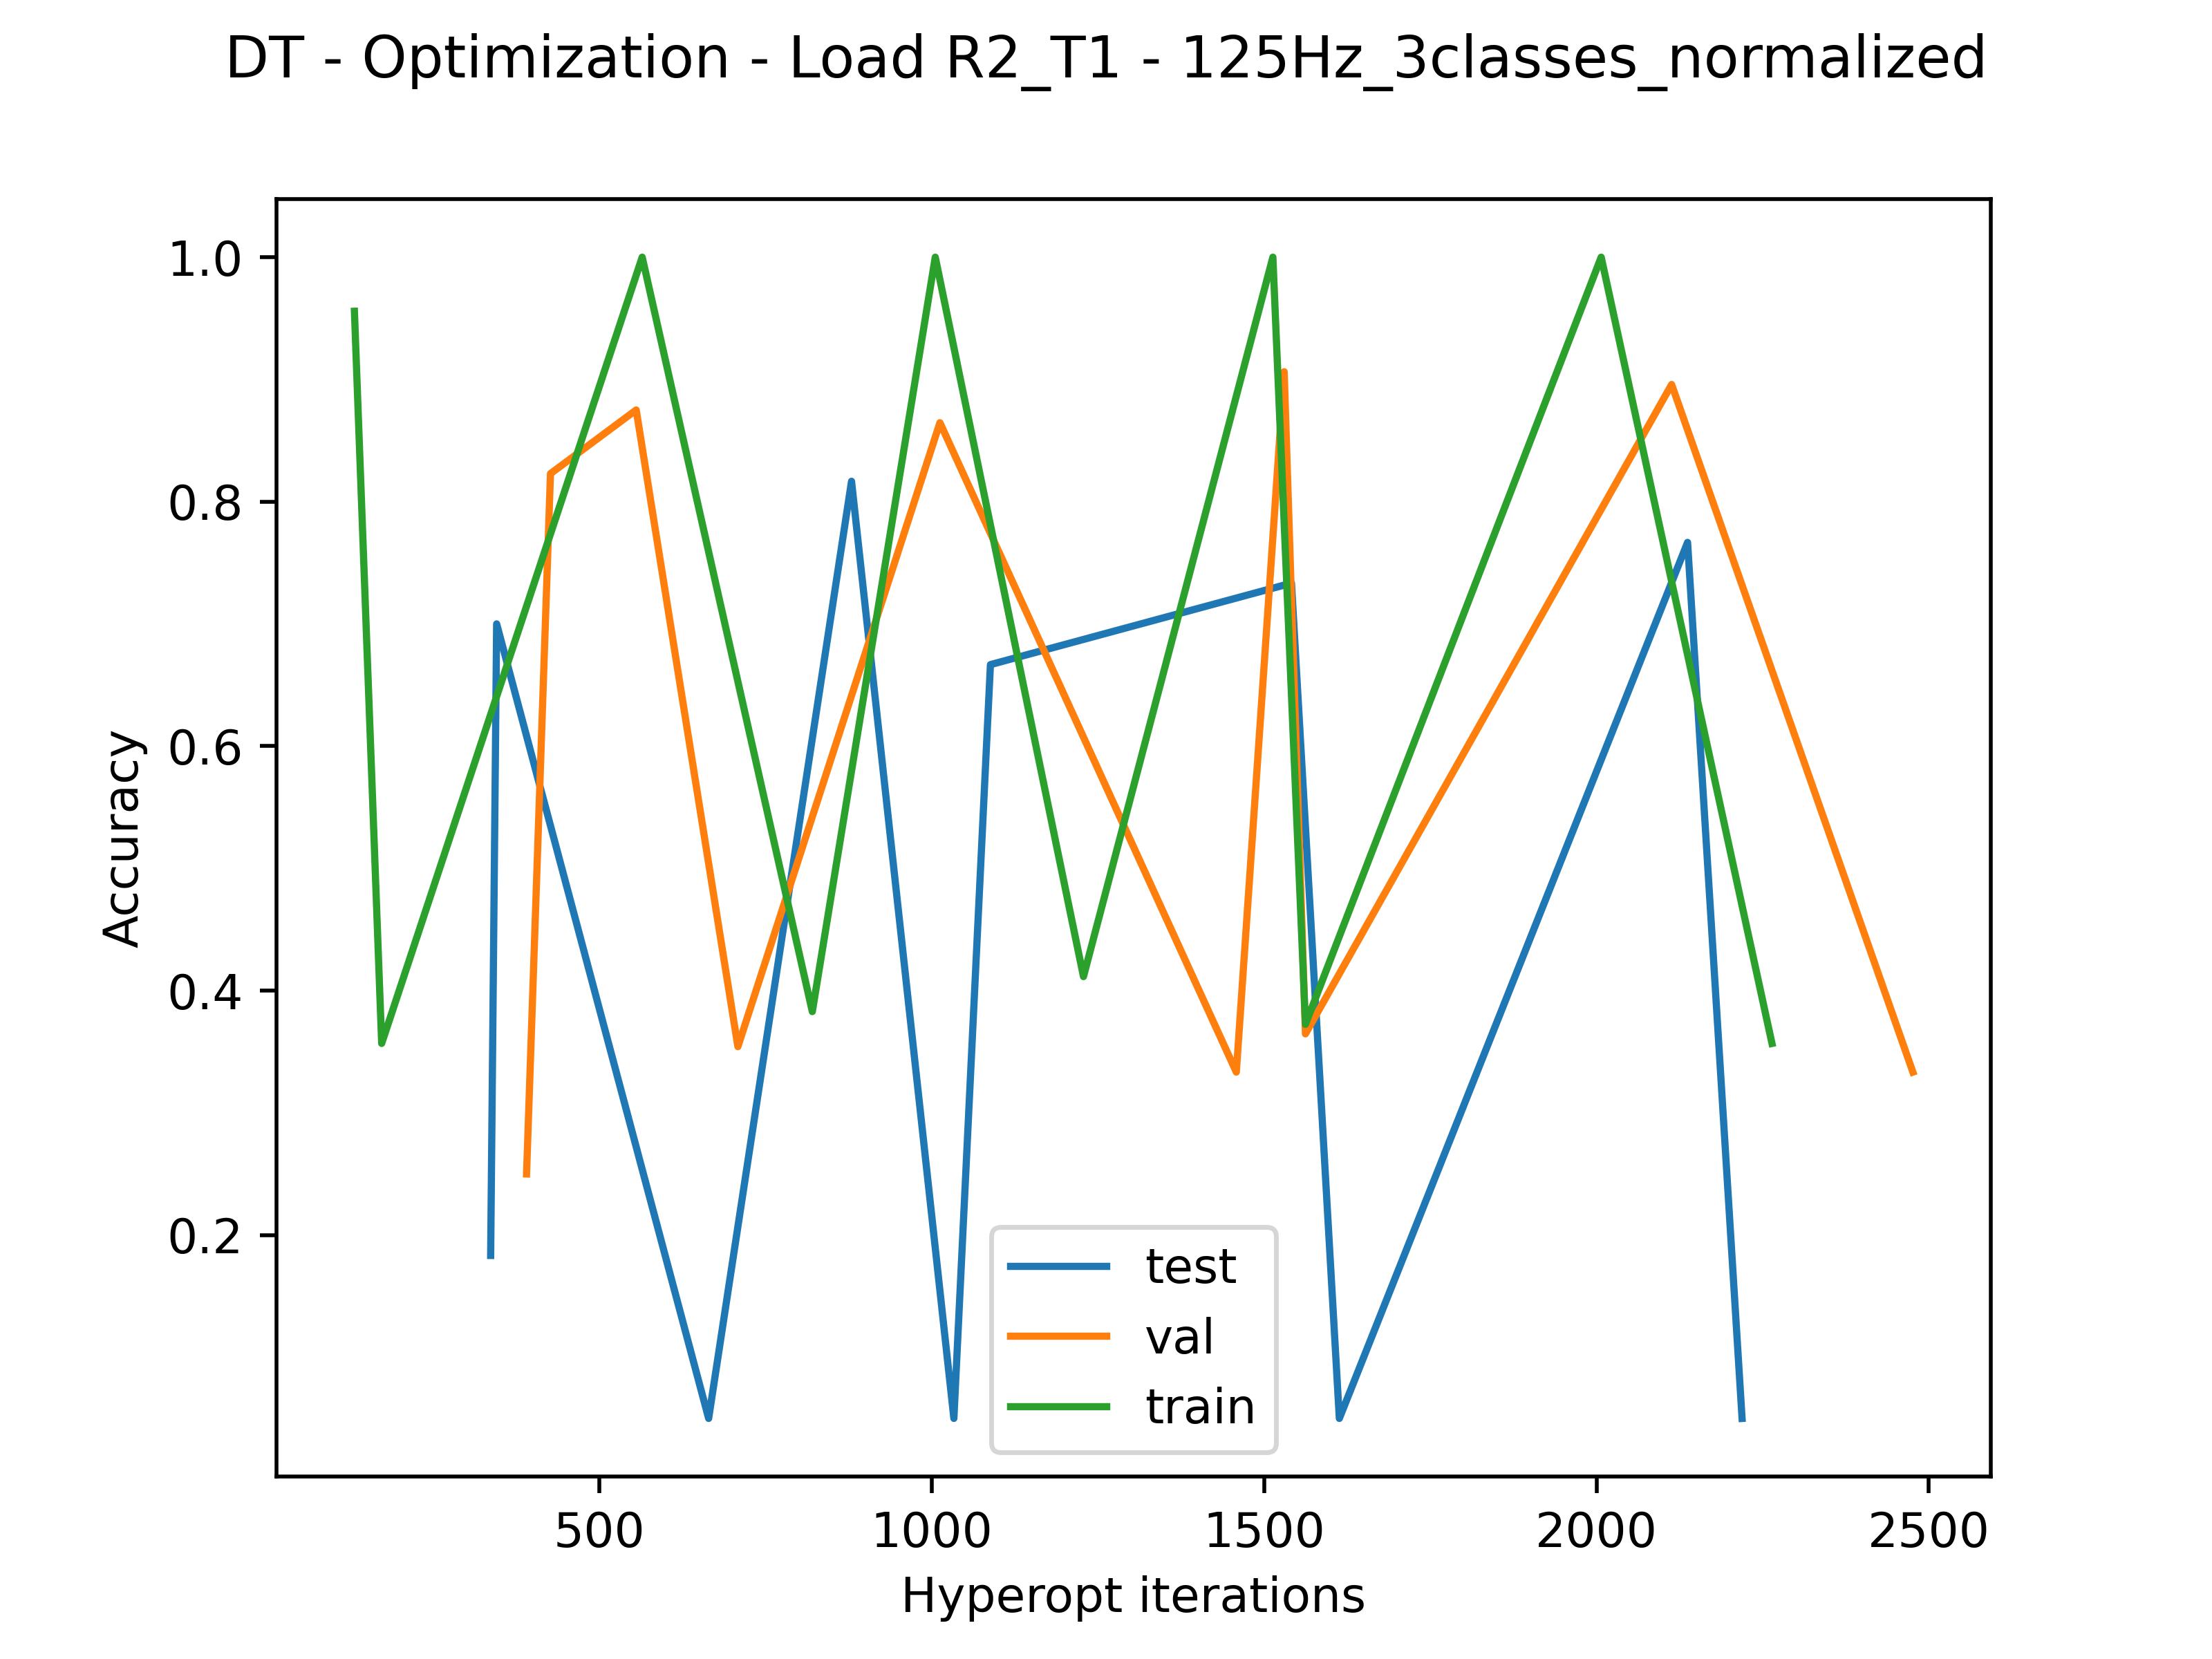 DT - Optimization - Load R2_T1 - 125Hz_3classes_normalized
1.0
0.8
0.6
0.4
0.2
Accuracy
test
val
train
500 1000 1500 2000 2500
Hyperopt iterations